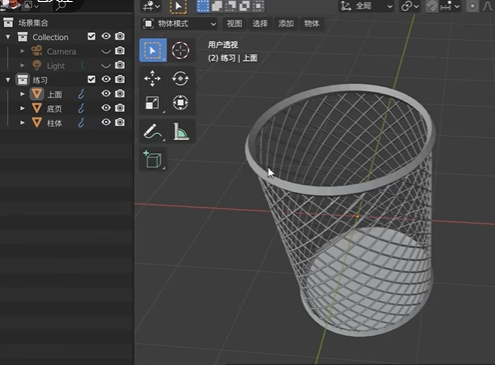 全局
物体模式 视图 选择 添加 物体
场景集合
Collection
Camera
Light
练习
上面
底页
柱体
用户透视
(2) 练习 | 上面